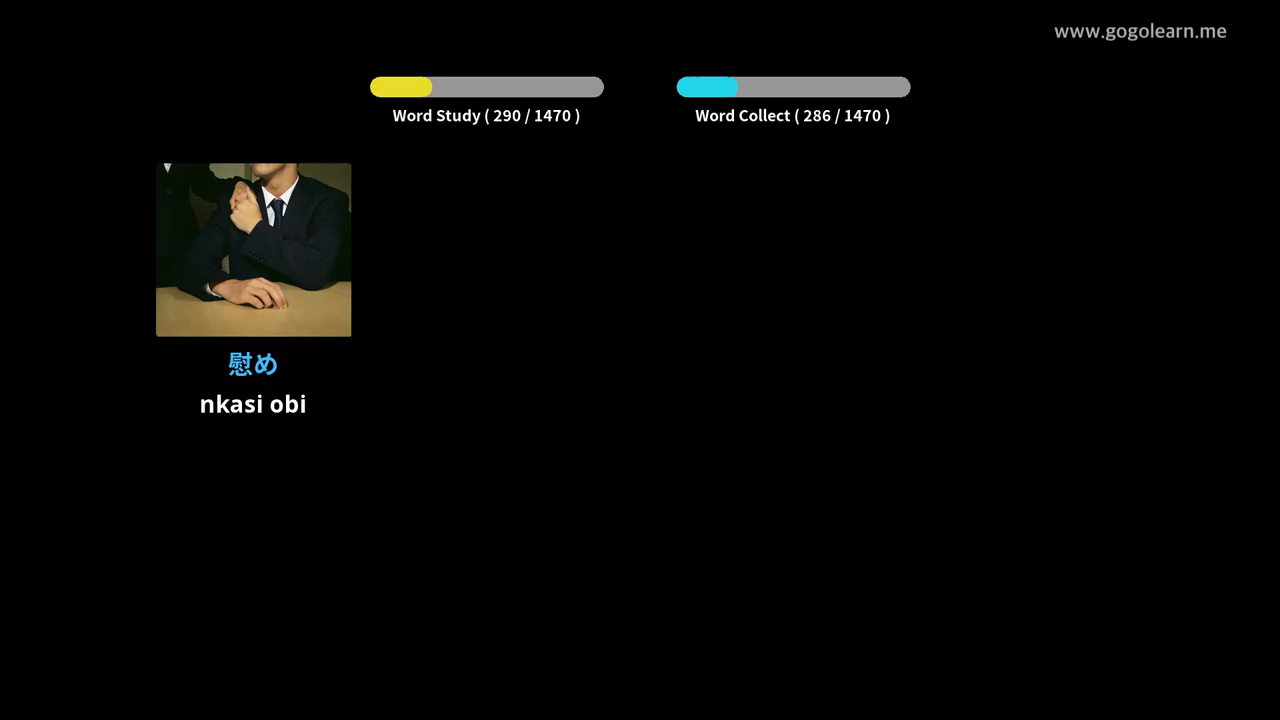 www.gogolearn.me
Word Study ( 290 / 1470 )
Word Collect ( 286 / 1470 )
慰め
nkasi obi